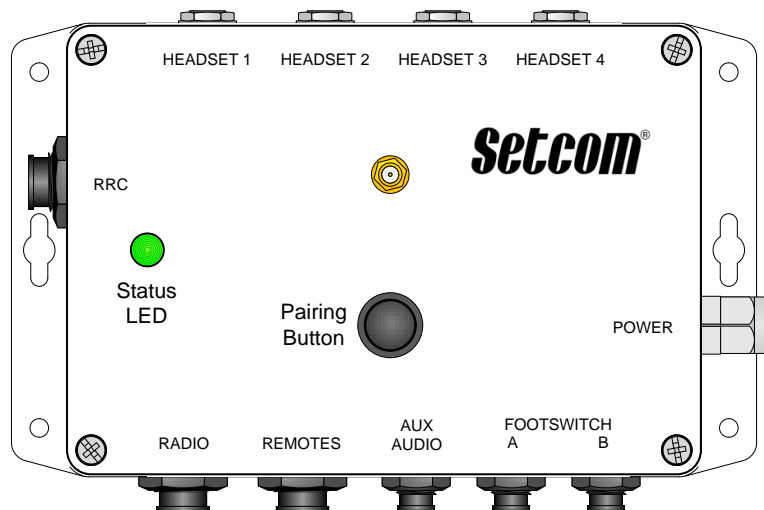 HEADSET 1 HEADSET 2 HEADSET 3 HEADSET 4
Setcom®
RRC
Status
LED
Pairing
Button
POWER
RADIO
REMOTES
AUX
AUDIO
FOOTSWITCH
A B